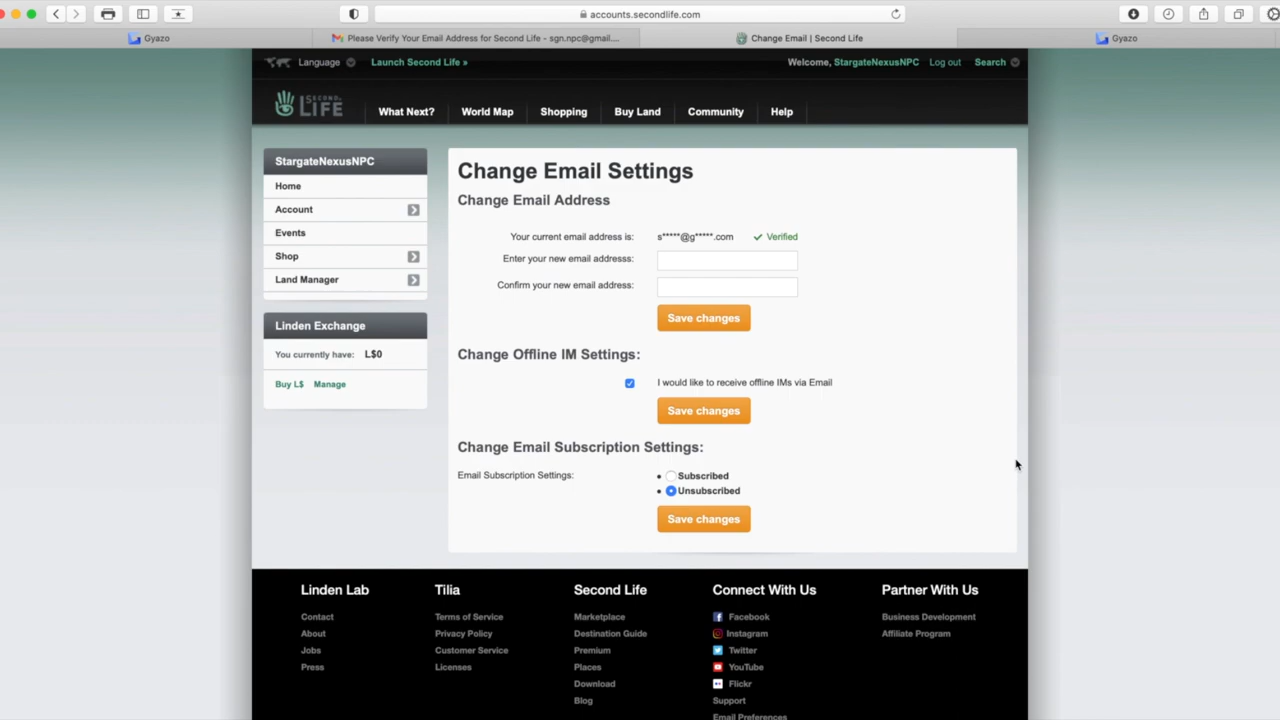 accounts.secondlife.com
Gyazo
Please Verify Your Email Address for Second Life - sgn.npc@gmail....
Change Email | Second Life
Gyazo
Language
Launch Second Life »
Welcome, StargateNexusNPC
Log out
Search
SECOND LIFE
What Next?
World Map
Shopping
Buy Land
Community
Help
StargateNexusNPC
Home
Account
Events
Shop
Land Manager
Linden Exchange
You currently have: L$0
Buy L$ Manage
Change Email Settings
Change Email Address
Your current email address is: s*****@g*****.com ✓ Verified
Enter your new email addresss:
Confirm your new email address:
Save changes
Change Offline IM Settings:
I would like to receive offline IMs via Email
Save changes
Change Email Subscription Settings:
Email Subscription Settings:
• Subscribed
• Unsubscribed
Save changes
Linden Lab
Contact
About
Jobs
Press
Tilia
Terms of Service
Privacy Policy
Customer Service
Licenses
Second Life
Marketplace
Destination Guide
Premium
Places
Download
Blog
Connect With Us
Facebook
Instagram
Twitter
YouTube
Flickr
Support
Email Preferences
Partner With Us
Business Development
Affiliate Program